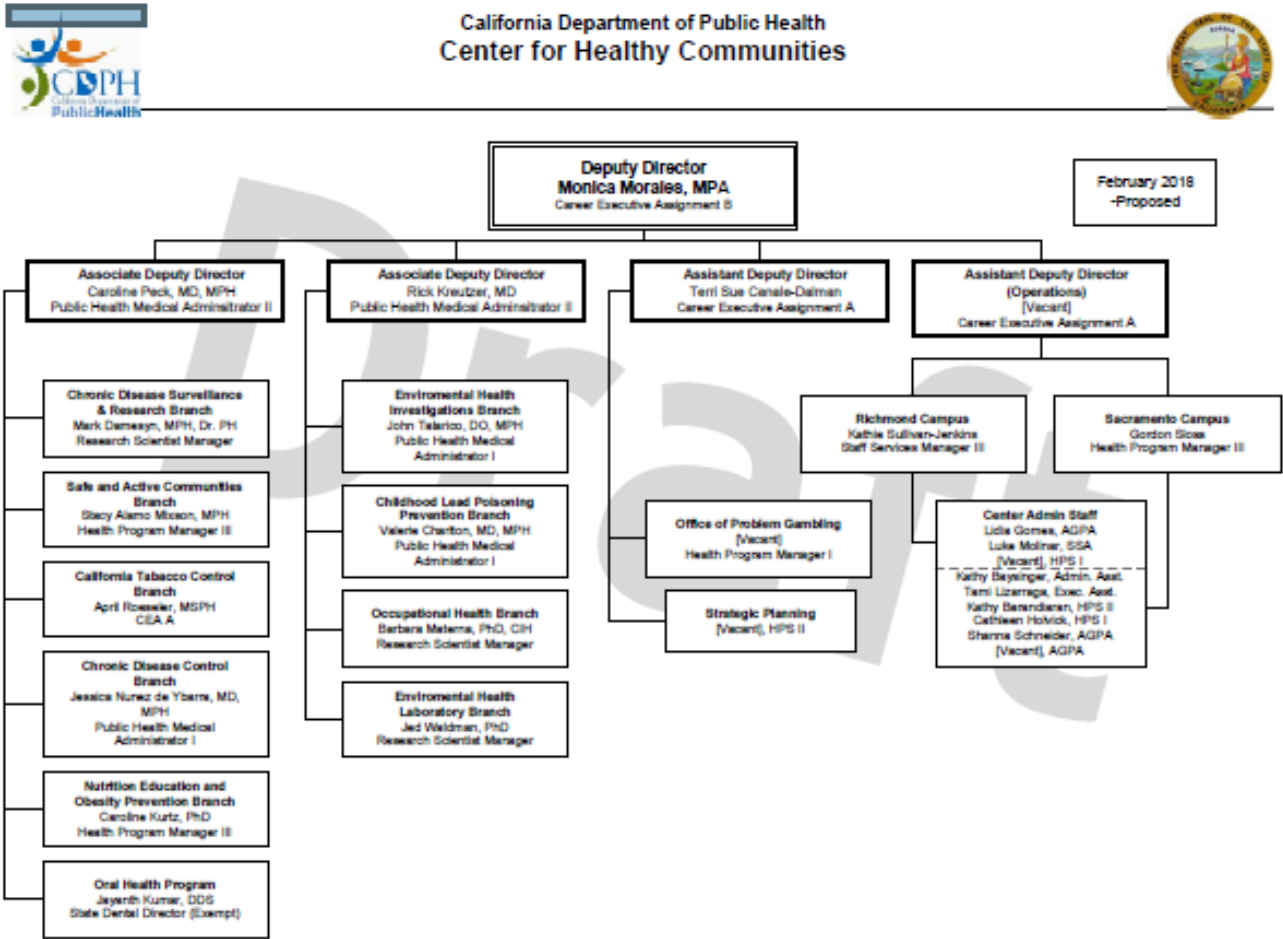 California Department of Public Health
Center for Healthy Communities
CDPH
California Department of
PublicHealth
Deputy Director
Monica Morales, MPA
Career Executive Assignment B
February 2018
-Proposed
Associate Deputy Director
Caroline Peck, MD, MPH
Public Health Medical Adminsitrator II
Associate Deputy Director
Rick Kreutzer, MD
Public Health Medical Adminsitrator II
Assistant Deputy Director
Terri Sue Canale-Dalman
Career Executive Assignment A
Assistant Deputy Director
(Operations)
[Vacant]
Career Executive Assignment A
Chronic Disease Surveillance
& Research Branch
Mark Damesyn, MPH, Dr. PH
Research Scientist Manager
Safe and Active Communities
Branch
Stacy Alamo Mixson, MPH
Health Program Manager III
California Tabacco Control
Branch
April Roeseler, MSPH
CEA A
Chronic Disease Control
Branch
Jessica Nunez de Ybarra, MD,
MPH
Public Health Medical
Administrator I
Nutrition Education and
Obesity Prevention Branch
Caroline Kurtz, PhD
Health Program Manager III
Oral Health Program
Jayanth Kumar, DDS
State Dental Director (Exempt)
Enviromental Health
Investigations Branch
John Talarico, DO, MPH
Public Health Medical
Administrator I
Childhood Lead Poisoning
Prevention Branch
Valerie Charlton, MD, MPH
Public Health Medical
Administrator I
Occupational Health Branch
Barbara Materna, PhD, CIH
Research Scientist Manager
Enviromental Health
Laboratory Branch
Jed Waldman, PhD
Research Scientist Manager
Office of Problem Gambling
[Vacant]
Health Program Manager I
Strategic Planning
[Vacant], HPS II
Richmond Campus
Kathie Sullivan-Jenkins
Staff Services Manager III
Sacramento Campus
Gordon Sloss
Health Program Manager III
Center Admin Staff
Lidia Gomes, AGPA
Luke Molinar, SSA
[Vacant], HPS I
Kathy Baysinger, Admin. Asst.
Tami Lizarraga, Exec. Asst.
Kathy Barandiaran, HPS II
Cathleen Holvick, HPS I
Shanna Schneider, AGPA
[Vacant], AGPA
Draft